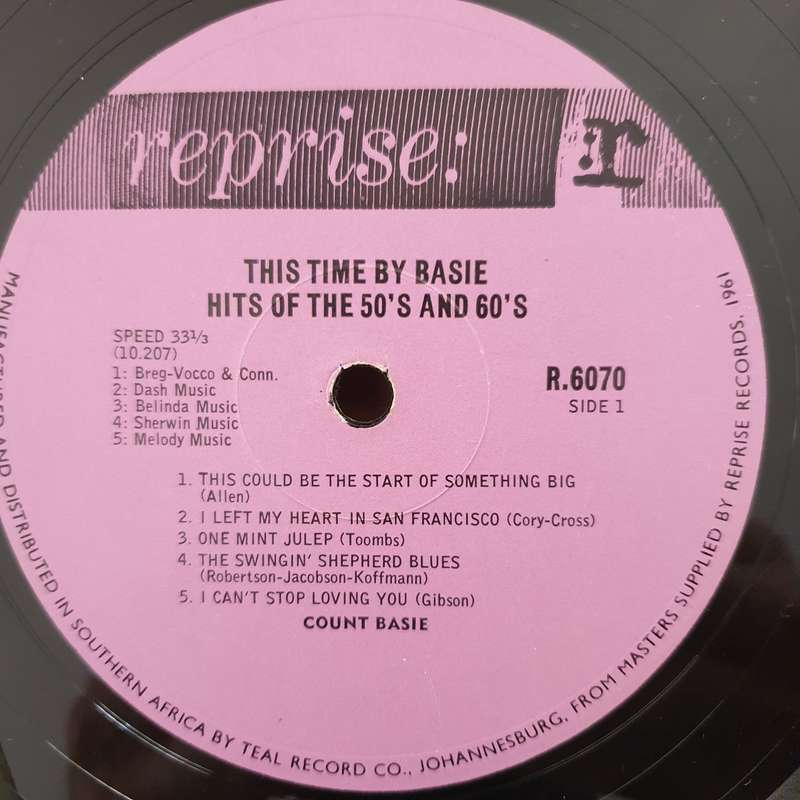 reprise:
:r
THIS TIME BY BASIE
HITS OF THE 50'S AND 60'S
SPEED 33⅓
(10.207)
1: Breg-Vocco & Conn.
2: Dash Music
3: Belinda Music
4: Sherwin Music
5: Melody Music
R.6070
SIDE 1
1. THIS COULD BE THE START OF SOMETHING BIG
(Allen)
2. I LEFT MY HEART IN SAN FRANCISCO (Cory-Cross)
3. ONE MINT JULEP (Toombs)
4. THE SWINGIN' SHEPHERD BLUES
(Robertson-Jacobson-Koffmann)
5. I CAN'T STOP LOVING YOU (Gibson)
COUNT BASIE
MANUFACTURED AND DISTRIBUTED IN SOUTHERN AFRICA BY TEAL RECORD CO., JOHANNESBURG, FROM MASTERS SUPPLIED BY REPRISE RECORDS, 1961